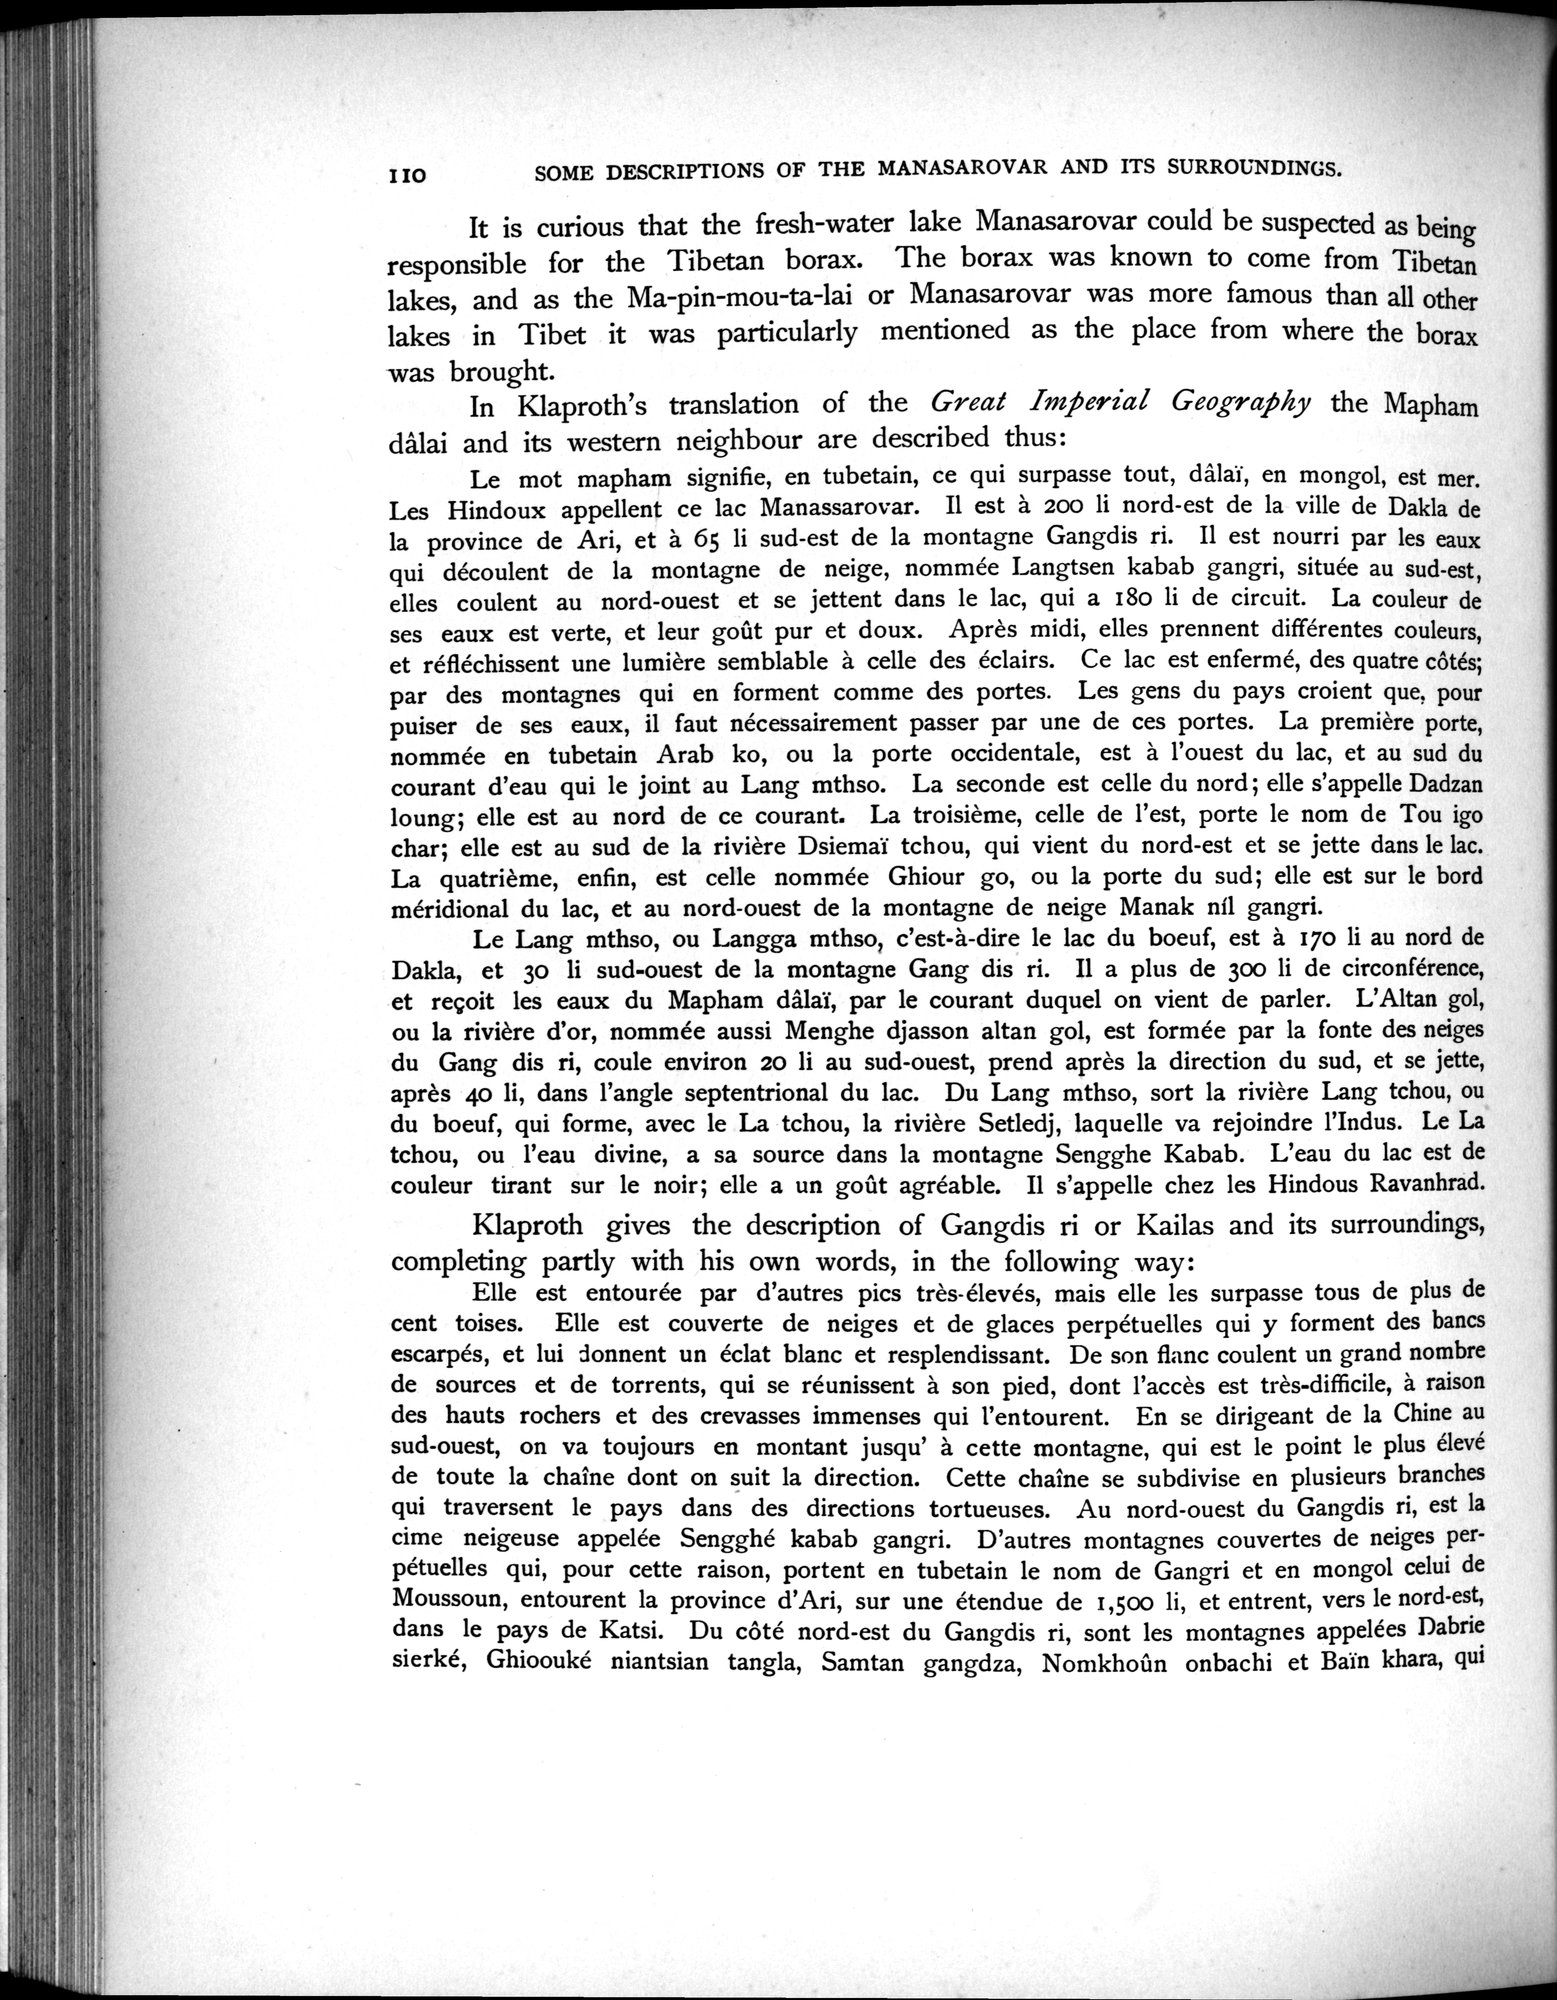 110 SOME DESCRIPTIONS OF THE MANASAROVAR AND ITS SURROUNDINGS.
It is curious that the fresh-water lake Manasarovar could be suspected as being
responsible for the Tibetan borax. The borax was known to come from Tibetan
lakes, and as the Ma-pin-mou-ta-lai or Manasarovar was more famous than all other
lakes in Tibet it was particularly mentioned as the place from where the borax
was brought.
In Klaproth's translation of the Great Imperial Geography the Mapham
dâlai and its western neighbour are described thus:
Le mot mapham signifie, en tubetain, ce qui surpasse tout, dâlaï, en mongol, est mer.
Les Hindoux appellent ce lac Manassarovar. Il est à 200 li nord-est de la ville de Dakla de
la province de Ari, et à 65 li sud-est de la montagne Gangdis ri. Il est nourri par les eaux
qui découlent de la montagne de neige, nommée Langtsen kabab gangri, située au sud-est,
elles coulent au nord-ouest et se jettent dans le lac, qui a 180 li de circuit. La couleur de
ses eaux est verte, et leur goût pur et doux. Après midi, elles prennent différentes couleurs,
et réfléchissent une lumière semblable à celle des éclairs. Ce lac est enfermé, des quatre côtés;
par des montagnes qui en forment comme des portes. Les gens du pays croient que, pour
puiser de ses eaux, il faut nécessairement passer par une de ces portes. La première porte,
nommée en tubetain Arab ko, ou la porte occidentale, est à l'ouest du lac, et au sud du
courant d'eau qui le joint au Lang mthso. La seconde est celle du nord; elle s'appelle Dadzan
loung; elle est au nord de ce courant. La troisième, celle de l'est, porte le nom de Tou igo
char; elle est au sud de la rivière Dsiemaï tchou, qui vient du nord-est et se jette dans le lac.
La quatrième, enfin, est celle nommée Ghiour go, ou la porte du sud; elle est sur le bord
méridional du lac, et au nord-ouest de la montagne de neige Manak níl gangri.
Le Lang mthso, ou Langga mthso, c'est-à-dire le lac du boeuf, est à 170 li au nord de
Dakla, et 30 li sud-ouest de la montagne Gang dis ri. Il a plus de 300 li de circonférence,
et reçoit les eaux du Mapham dâlaï, par le courant duquel on vient de parler. L'Altan gol,
ou la rivière d'or, nommée aussi Menghe djasson altan gol, est formée par la fonte des neiges
du Gang dis ri, coule environ 20 li au sud-ouest, prend après la direction du sud, et se jette,
après 40 li, dans l'angle septentrional du lac. Du Lang mthso, sort la rivière Lang tchou, ou
du boeuf, qui forme, avec le La tchou, la rivière Setledj, laquelle va rejoindre l'Indus. Le La
tchou, ou l'eau divine, a sa source dans la montagne Sengghe Kabab. L'eau du lac est de
couleur tirant sur le noir; elle a un goût agréable. Il s'appelle chez les Hindous Ravanhrad.
Klaproth gives the description of Gangdis ri or Kailas and its surroundings,
completing partly with his own words, in the following way:
Elle est entourée par d'autres pics très-élevés, mais elle les surpasse tous de plus de
cent toises. Elle est couverte de neiges et de glaces perpétuelles qui y forment des bancs
escarpés, et lui donnent un éclat blanc et resplendissant. De son flanc coulent un grand nombre
de sources et de torrents, qui se réunissent à son pied, dont l'accès est très-difficile, à raison
des hauts rochers et des crevasses immenses qui l'entourent. En se dirigeant de la Chine au
sud-ouest, on va toujours en montant jusqu' à cette montagne, qui est le point le plus élevé
de toute la chaîne dont on suit la direction. Cette chaîne se subdivise en plusieurs branches
qui traversent le pays dans des directions tortueuses. Au nord-ouest du Gangdis ri, est la
cime neigeuse appelée Sengghé kabab gangri. D'autres montagnes couvertes de neiges per-
pétuelles qui, pour cette raison, portent en tubetain le nom de Gangri et en mongol celui de
Moussoun, entourent la province d'Ari, sur une étendue de 1,500 li, et entrent, vers le nord-est,
dans le pays de Katsi. Du côté nord-est du Gangdis ri, sont les montagnes appelées Dabrie
sierké, Ghioouké niantsian tangla, Samtan gangdza, Nomkhoûn onbachi et Baïn khara, qui